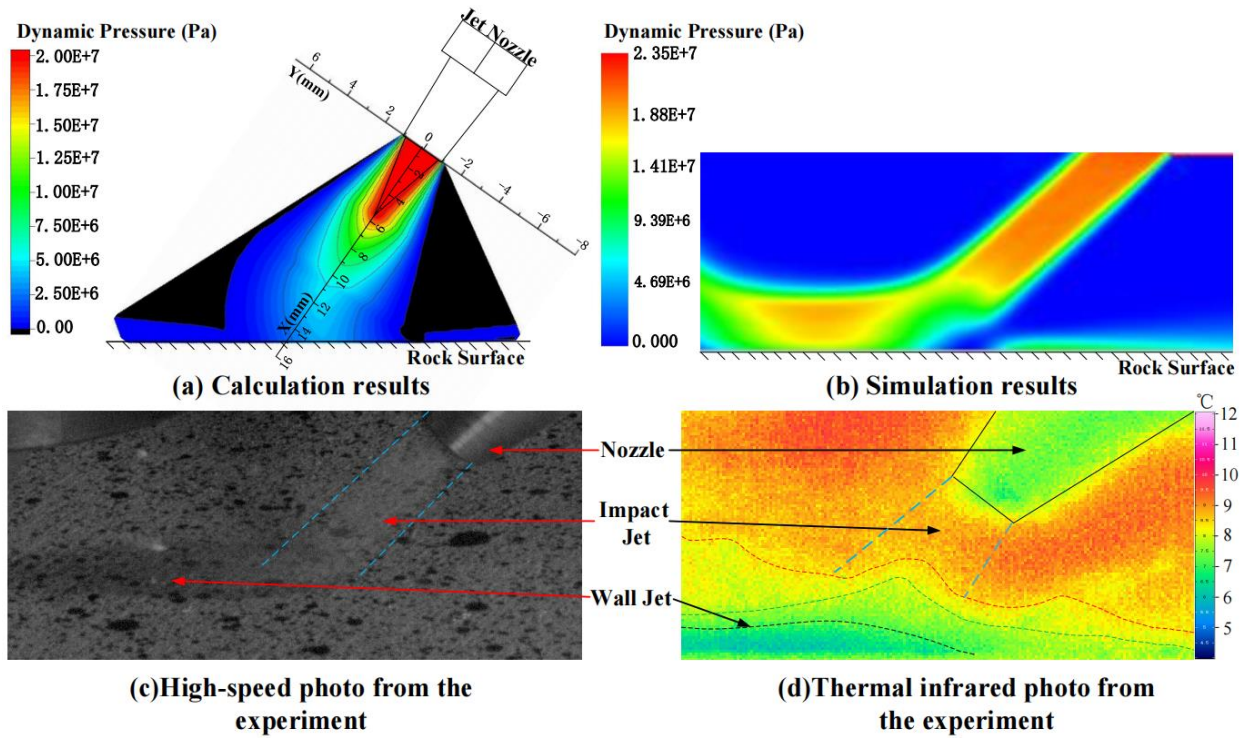 Dynamic Pressure (Pa)
2.00E+7
1.75E+7
1.50E+7
1.25E+7
1.00E+7
7.50E+6
5.00E+6
2.50E+6
0.00
Jet Nozzle
Y(mm)
6
4
2
0
-2
-4
-6
-8
2
4
6
8
10
12
14
16
X(mm)
Rock Surface
(a) Calculation results
Dynamic Pressure (Pa)
2.35E+7
1.88E+7
1.41E+7
9.39E+6
4.69E+6
0.000
Rock Surface
(b) Simulation results
Nozzle
Impact
Jet
Wall Jet
℃
12
11
10
9
8
7
6
5
(c)High-speed photo from the
experiment
(d)Thermal infrared photo from
the experiment